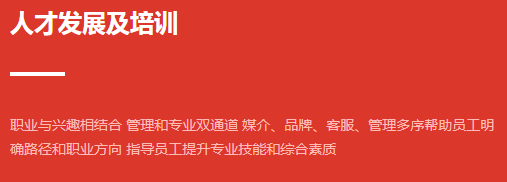 人才发展及培训
职业与兴趣相结合 管理和专业双通道 媒介、品牌、客服、管理多序帮助员工明
确路径和职业方向 指导员工提升专业技能和综合素质